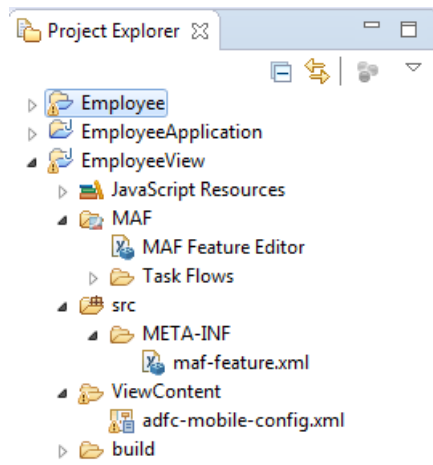 Project Explorer
Employee
EmployeeApplication
EmployeeView
JavaScript Resources
MAF
MAF Feature Editor
Task Flows
src
META-INF
maf-feature.xml
ViewContent
adfc-mobile-config.xml
build